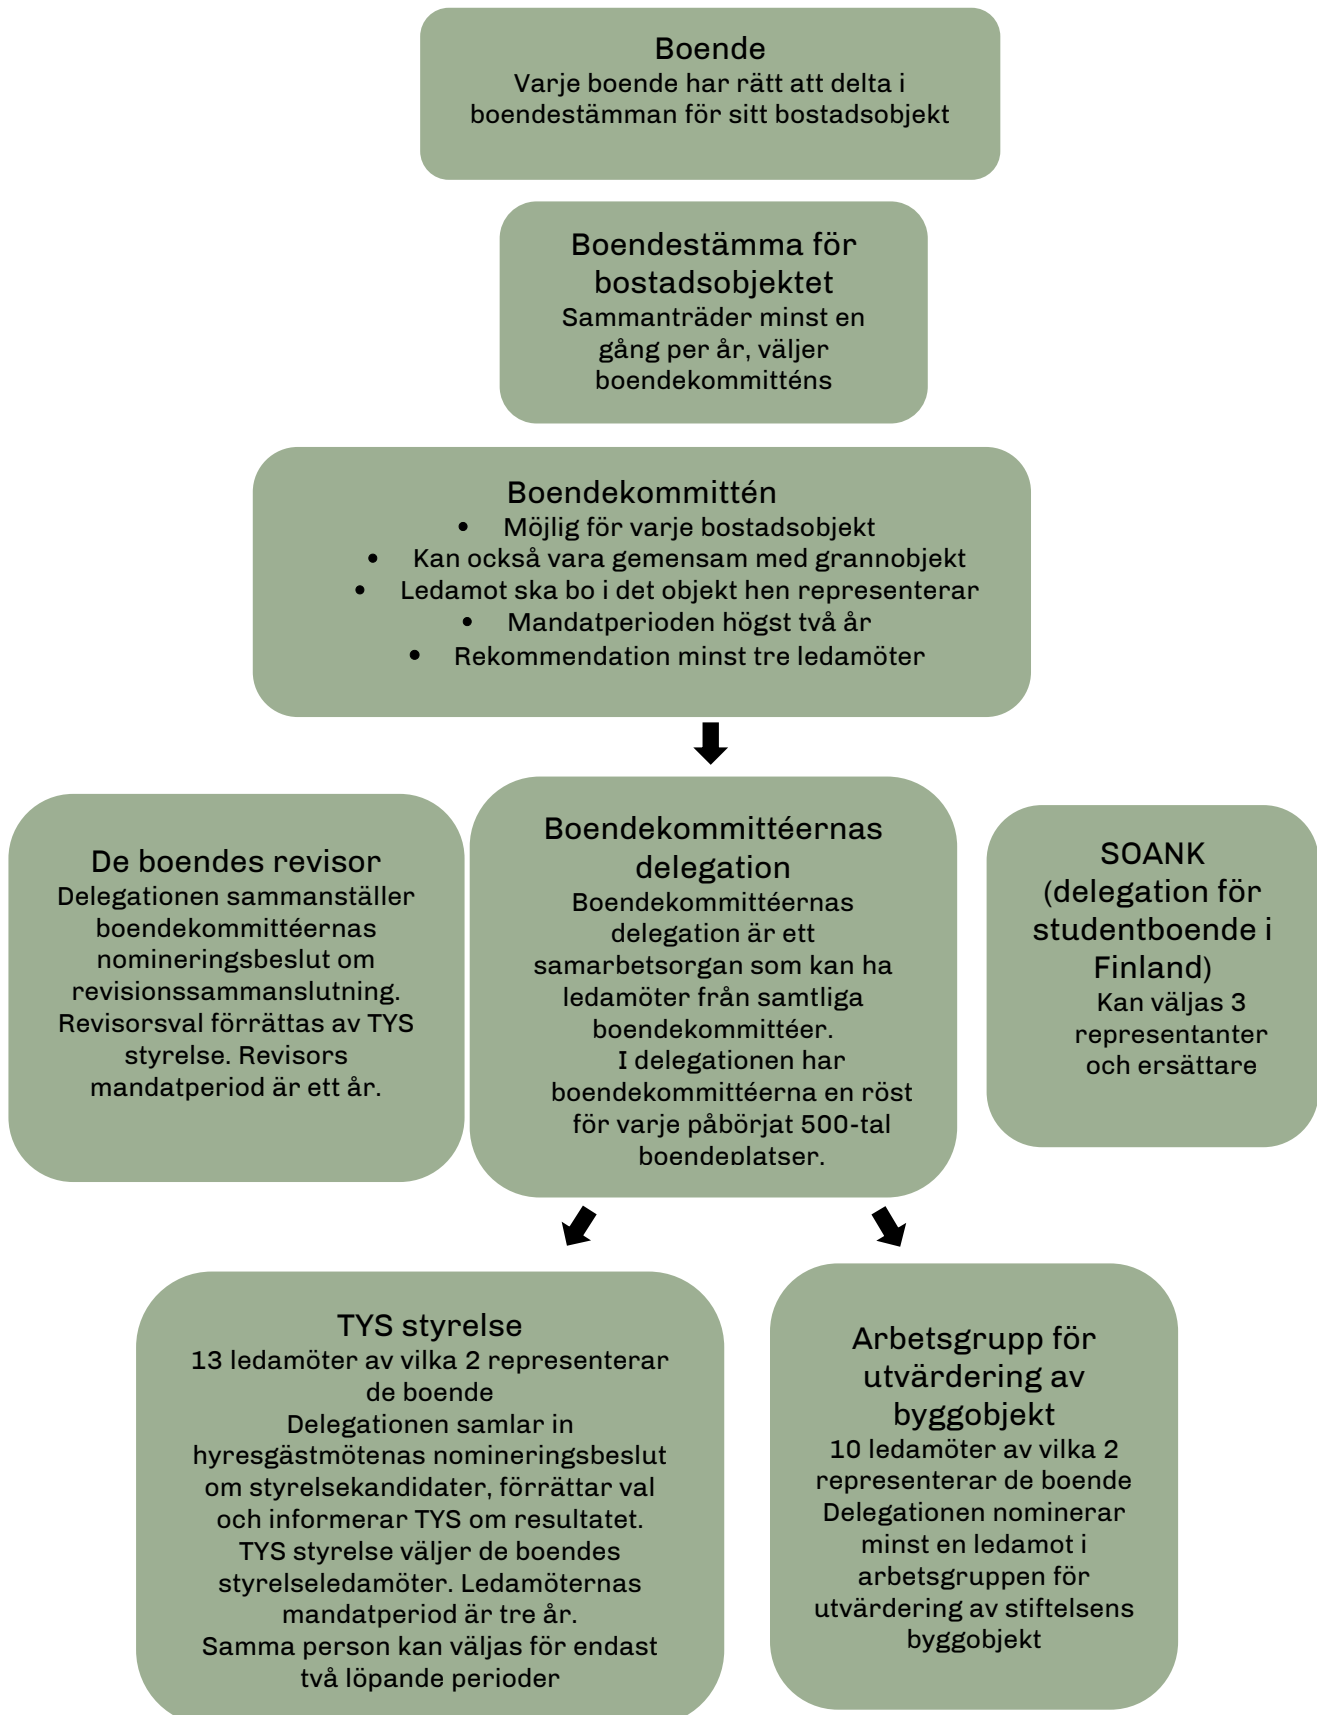 Boende
Varje boende har rätt att delta i
boendestämman för sitt bostadsobjekt
Boendestämma för
bostadsobjektet
Sammanträder minst en
gång per år, väljer
boendekommitténs
Boendekommittén
• Möjlig för varje bostadsobjekt
• Kan också vara gemensam med grannobjekt
• Ledamot ska bo i det objekt hen representerar
• Mandatperioden högst två år
• Rekommendation minst tre ledamöter
De boendes revisor
Delegationen sammanställer
boendekommittéernas
nomineringsbeslut om
revisionssammanslutning.
Revisorsval förrättas av TYS
styrelse. Revisors
mandatperiod är ett år.
Boendekommittéernas
delegation
Boendekommittéernas
delegation är ett
samarbetsorgan som kan ha
ledamöter från samtliga
boendekommittéer.
I delegationen har
boendekommittéerna en röst
för varje påbörjat 500-tal
boendeplatser.
SOANK
(delegation för
studentboende i
Finland)
Kan väljas 3
representanter
och ersättare
TYS styrelse
13 ledamöter av vilka 2 representerar
de boende
Delegationen samlar in
hyresgästmötenas nomineringsbeslut
om styrelsekandidater, förrättar val
och informerar TYS om resultatet.
TYS styrelse väljer de boendes
styrelseledamöter. Ledamöternas
mandatperiod är tre år.
Samma person kan väljas för endast
två löpande perioder
Arbetsgrupp för
utvärdering av
byggobjekt
10 ledamöter av vilka 2
representerar de boende
Delegationen nominerar
minst en ledamot i
arbetsgruppen för
utvärdering av stiftelsens
byggobjekt